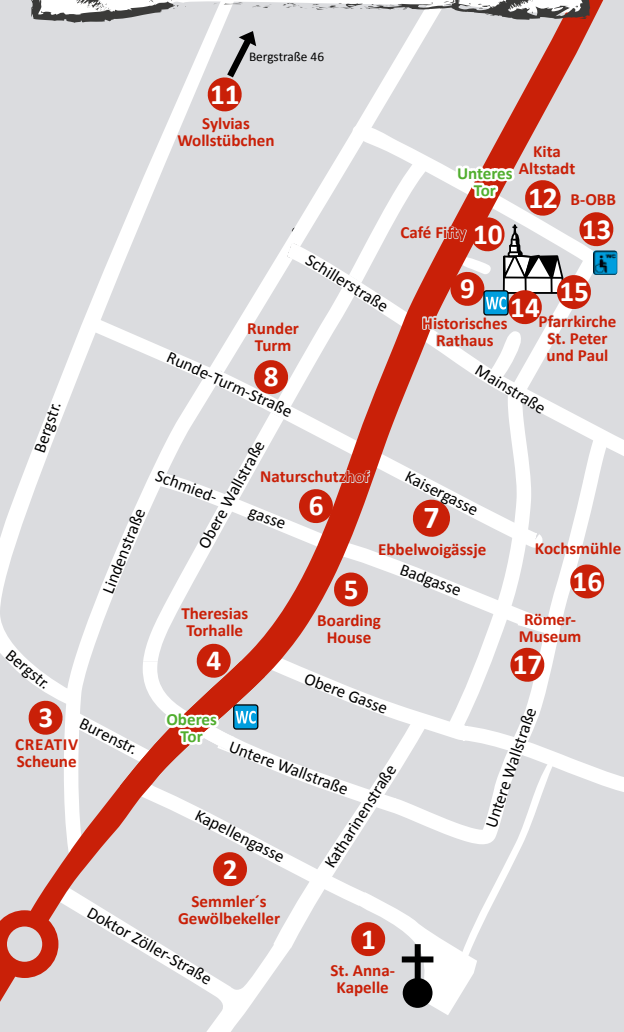 Bergstraße 46
11
Sylvias
Wollstübchen
Kita
Altstadt
12
Unteres
Tor
B-OBB
13
WC
Café Fifty
10
Schillerstraße
9
WC
14
15
Historisches
Rathaus
Pfarrkirche
St. Peter
und Paul
Runder
Turm
8
Runde-Turm-Straße
Mainstraße
Bergstr.
Obere Wallstraße
Naturschutzhof
6
Schmied-
gasse
Kaisergasse
7
Ebbelwoigässje
Lindenstraße
Kochsmühle
16
Badgasse
5
Boarding
House
Theresias
Torhalle
4
Römer-
Museum
17
Bergstr.
Obere Gasse
3
CREATIV
Scheune
Burenstr.
Oberes
Tor
WC
Untere Wallstraße
Untere Wallstraße
Katharinenstraße
Kapellengasse
2
Semmler´s
Gewölbekeller
Doktor Zöller-Straße
1
St. Anna-
Kapelle